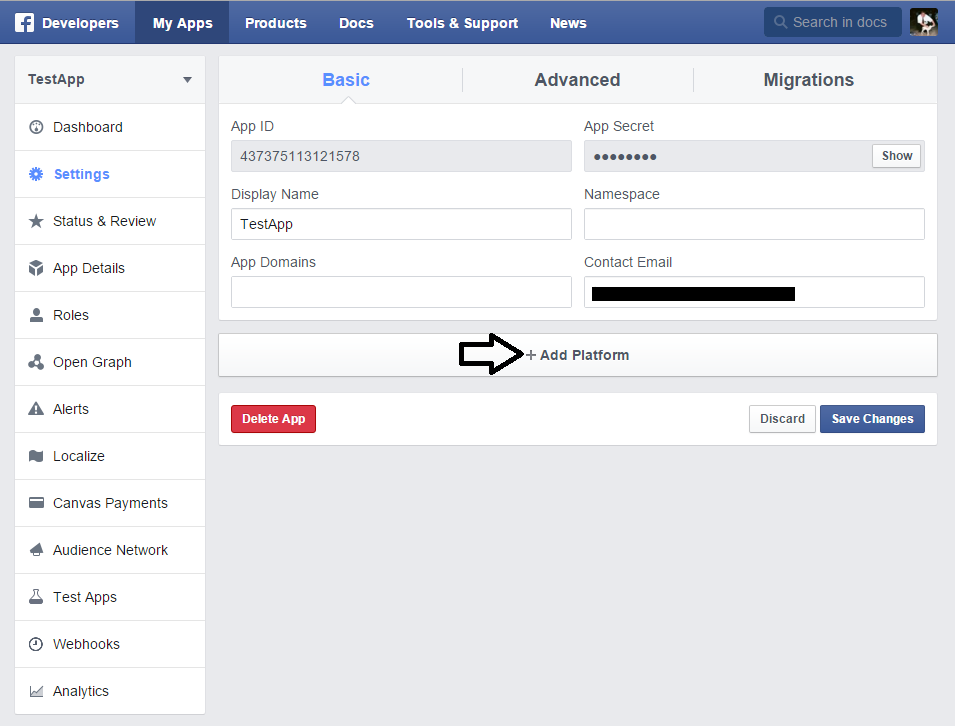 Developers My Apps Products Docs Tools & Support News Search in docs
TestApp
Dashboard
Settings
Status & Review
App Details
Roles
Open Graph
Alerts
Localize
Canvas Payments
Audience Network
Test Apps
Webhooks
Analytics
Basic Advanced Migrations
App ID App Secret
437375113121578 ●●●●●●●● Show
Display Name Namespace
TestApp
App Domains Contact Email
+ Add Platform
Delete App Discard Save Changes